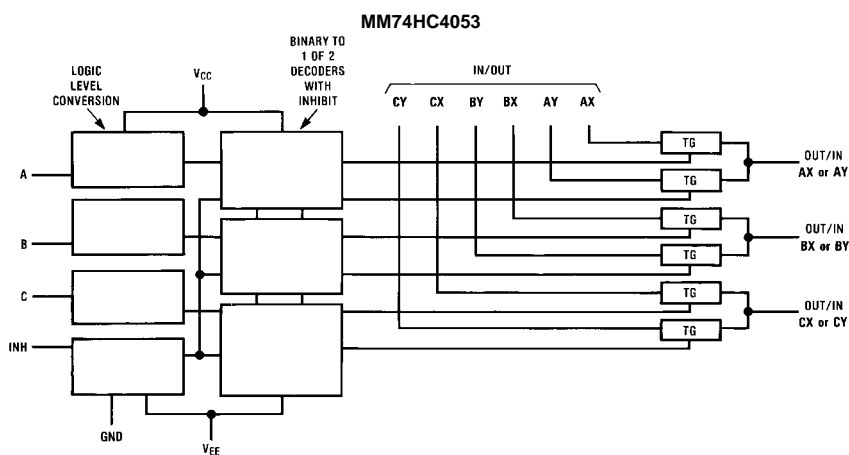 MM74HC4053
BINARY TO
1 OF 2
DECODERS
WITH
INHIBIT
LOGIC
LEVEL
CONVERSION
VCC
IN/OUT
CY CX BY BX AY AX
A
B
C
INH
GND
VEE
TG
TG
TG
TG
TG
TG
OUT/IN
AX or AY
OUT/IN
BX or BY
OUT/IN
CX or CY